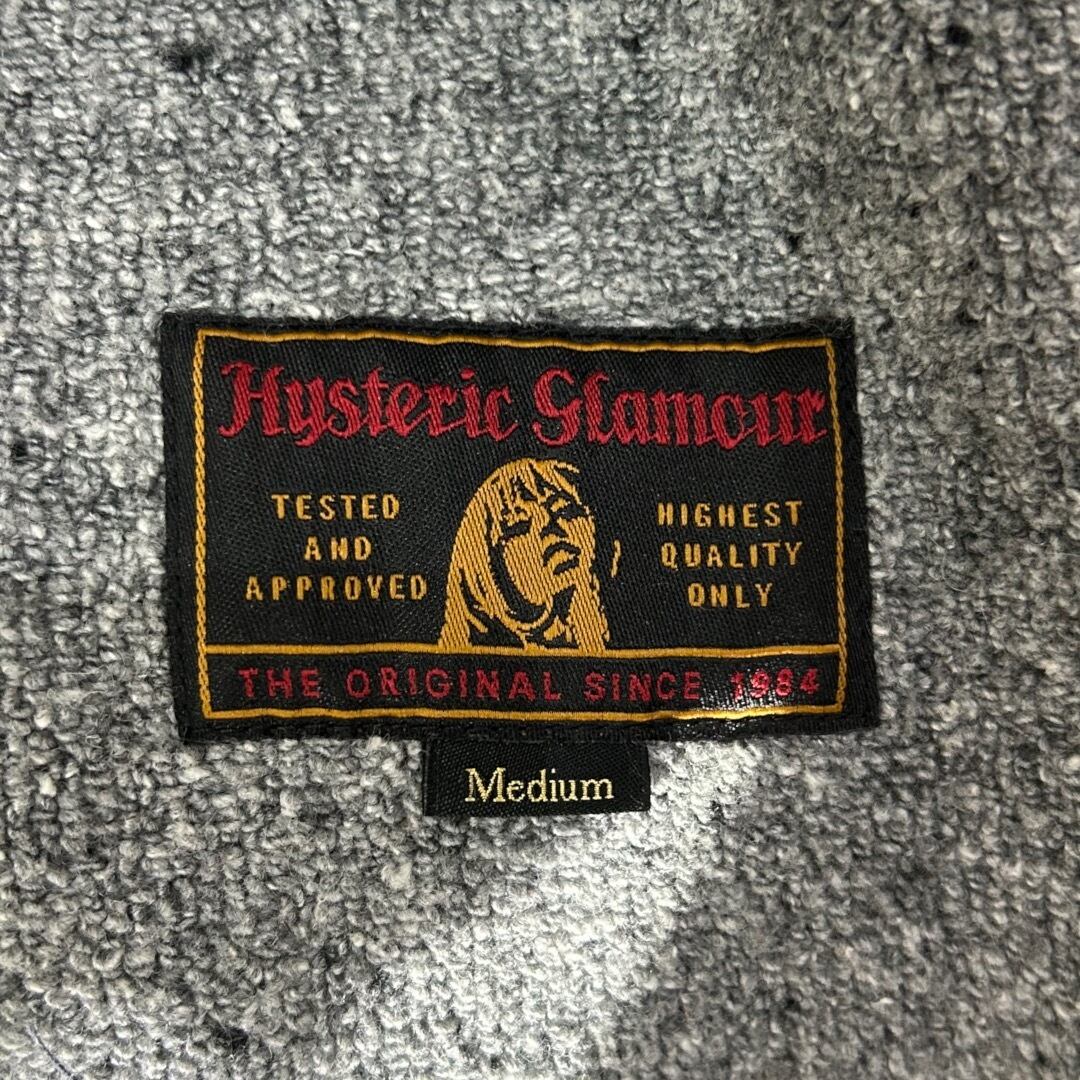 Hysteric Glamour
TESTED
AND
APPROVED
HIGHEST
QUALITY
ONLY
THE ORIGINAL SINCE 1984
Medium